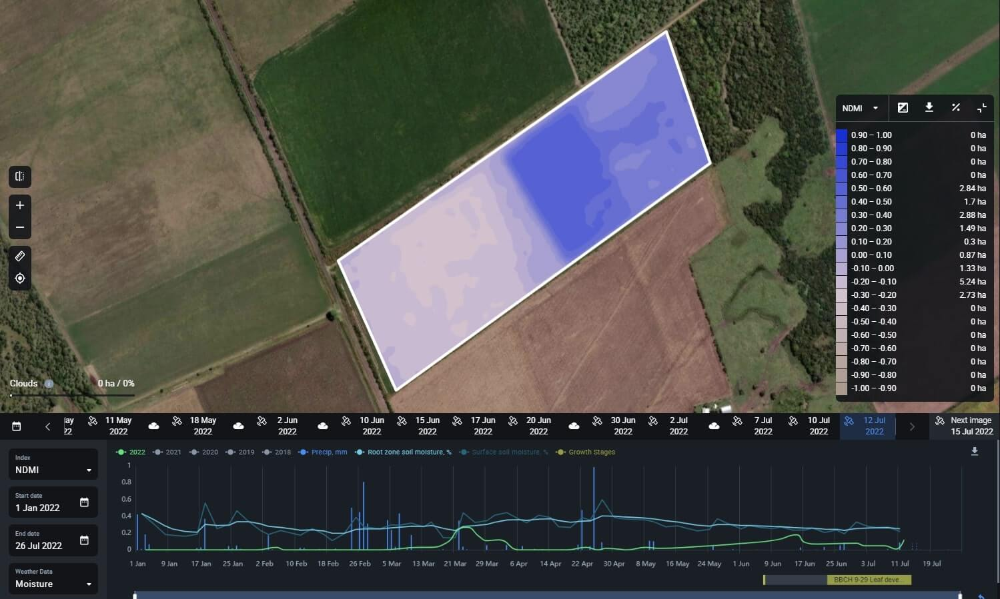 NDMI
0.90 – 1.00 0 ha
0.80 – 0.90 0 ha
0.70 – 0.80 0 ha
0.60 – 0.70 0 ha
0.50 – 0.60 2.84 ha
0.40 – 0.50 1.7 ha
0.30 – 0.40 2.88 ha
0.20 – 0.30 1.49 ha
0.10 – 0.20 0.3 ha
0.00 – 0.10 0.87 ha
-0.10 – 0.00 1.33 ha
-0.20 – -0.10 5.24 ha
-0.30 – -0.20 2.73 ha
-0.40 – -0.30 0 ha
-0.50 – -0.40 0 ha
-0.60 – -0.50 0 ha
-0.70 – -0.60 0 ha
-0.80 – -0.70 0 ha
-0.90 – -0.80 0 ha
-1.00 – -0.90 0 ha
Clouds i 0 ha / 0%
ay 11 May 18 May 2 Jun 10 Jun 15 Jun 17 Jun 20 Jun 30 Jun 2 Jul 7 Jul 10 Jul 12 Jul Next image
22 2022 2022 2022 2022 2022 2022 2022 2022 2022 2022 2022 2022 15 Jul 2022
Index
NDMI
Start date
1 Jan 2022
End date
26 Jul 2022
Weather Data
Moisture
2022 2021 2020 2019 2018 Precip, mm Root zone soil moisture, % Surface soil moisture, % Growth Stages
1
0.8
0.6
0.4
0.2
0
1 Jan 9 Jan 17 Jan 25 Jan 2 Feb 10 Feb 18 Feb 26 Feb 5 Mar 13 Mar 21 Mar 29 Mar 6 Apr 14 Apr 22 Apr 30 Apr 8 May 16 May 24 May 1 Jun 9 Jun 17 Jun 25 Jun 3 Jul 11 Jul 19 Jul
BBCH 9-29 Leaf deve...